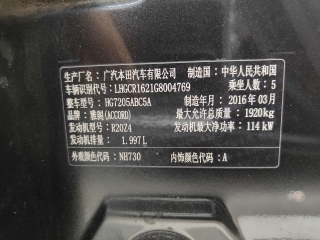 生产厂名：广汽本田汽车有限公司 制造国：中华人民共和国
车辆识别代号：LHGCR1621G8004769 乘坐人数：5
整车型号：HG7205ABC5A 制造年月：2016年03月
品牌：雅阁(ACCORD) 最大允许总质量：1920kg
发动机型号：R20Z4 发动机最大净功率：114kW
发动机排量：1.997L
外观颜色代码：NH730 内饰颜色代码：A